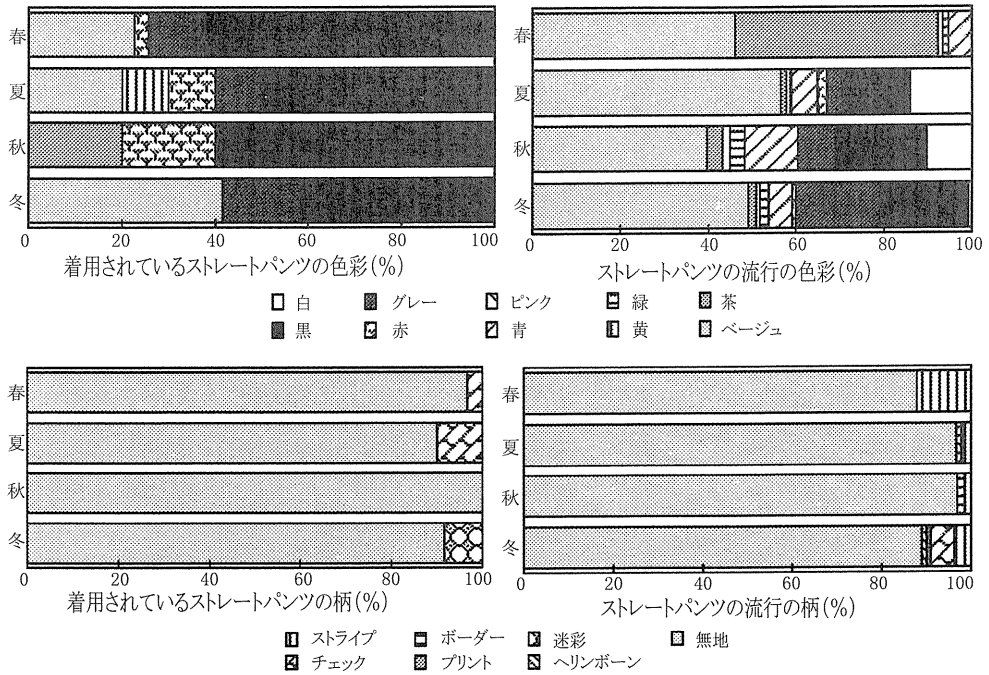 春
夏
秋
冬
0 20 40 60 80 100
着用されているストレートパンツの色彩(%)
春
夏
秋
冬
0 20 40 60 80 100
ストレートパンツの流行の色彩(%)
白 グレー ピンク 緑 茶
黒 赤 青 黄 ベージュ
春
夏
秋
冬
0 20 40 60 80 100
着用されているストレートパンツの柄(%)
春
夏
秋
冬
0 20 40 60 80 100
ストレートパンツの流行の柄(%)
ストライプ ボーダー 迷彩 無地
チェック プリント ヘリンボーン